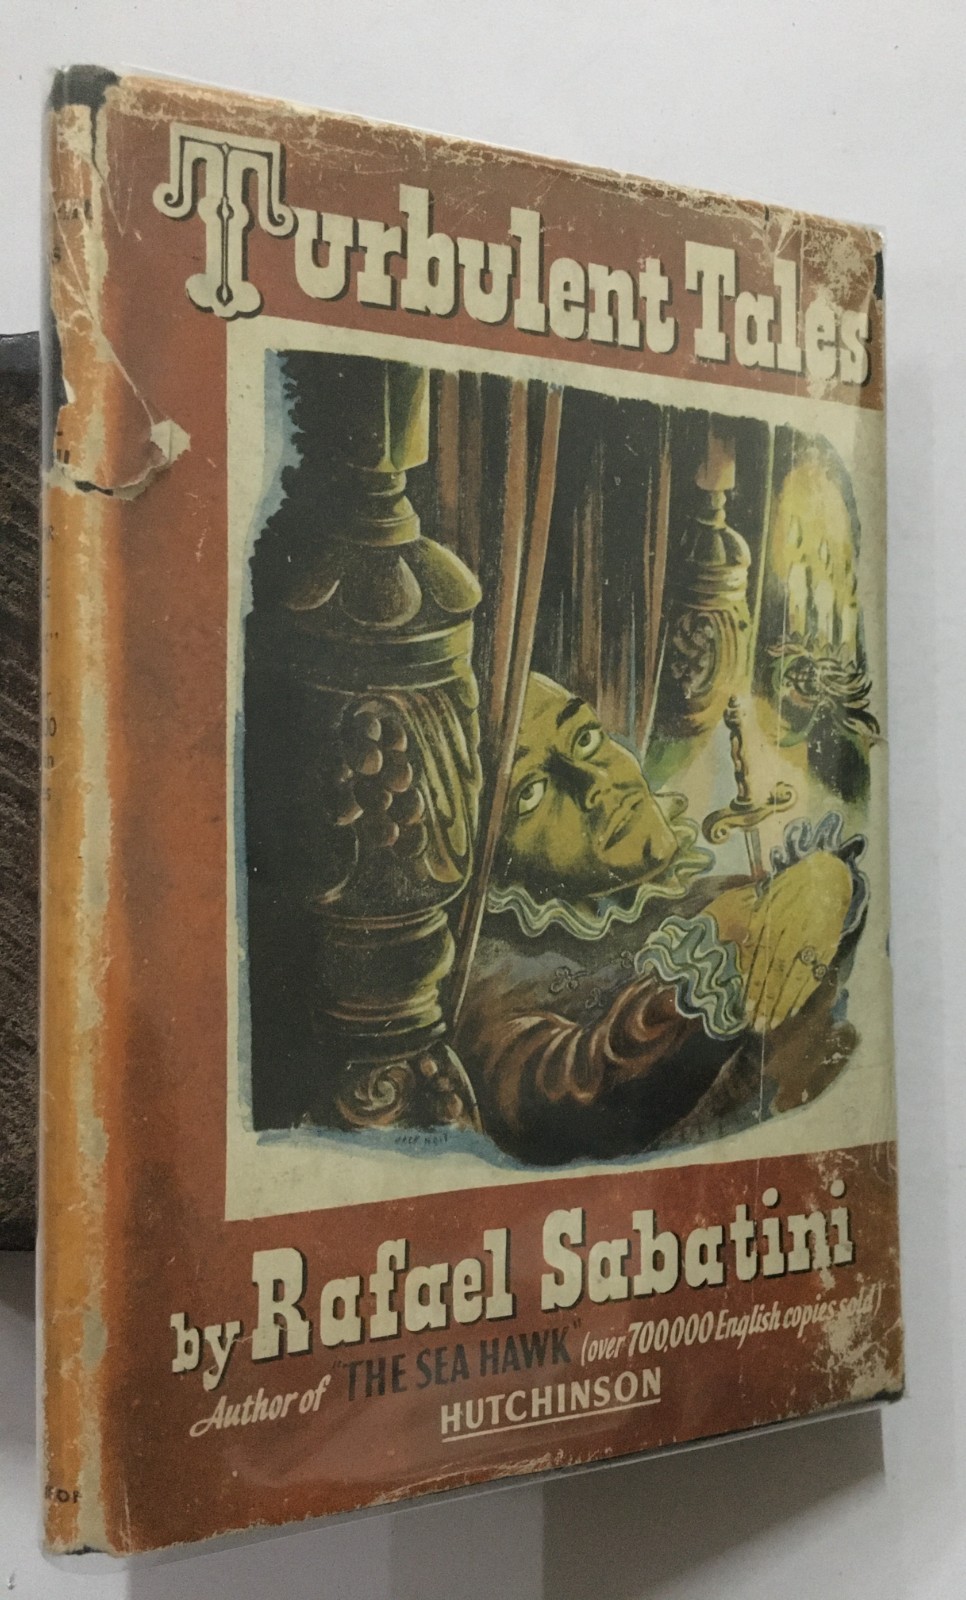 Turbulent Tales
by Rafael Sabatini
Author of "THE SEA HAWK" (over 700,000 English copies sold)
HUTCHINSON